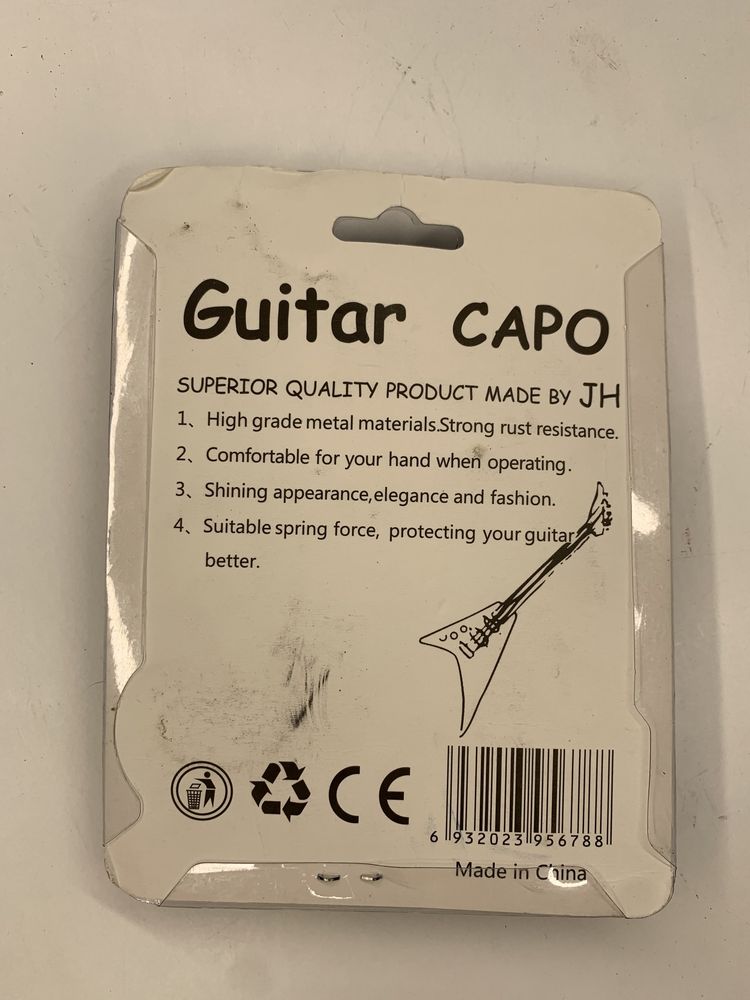 Guitar CAPO
SUPERIOR QUALITY PRODUCT MADE BY JH
1、High grade metal materials.Strong rust resistance.
2、Comfortable for your hand when operating.
3、Shining appearance,elegance and fashion.
4、Suitable spring force, protecting your guitar
better.
CE
6 932023 956788
Made in China